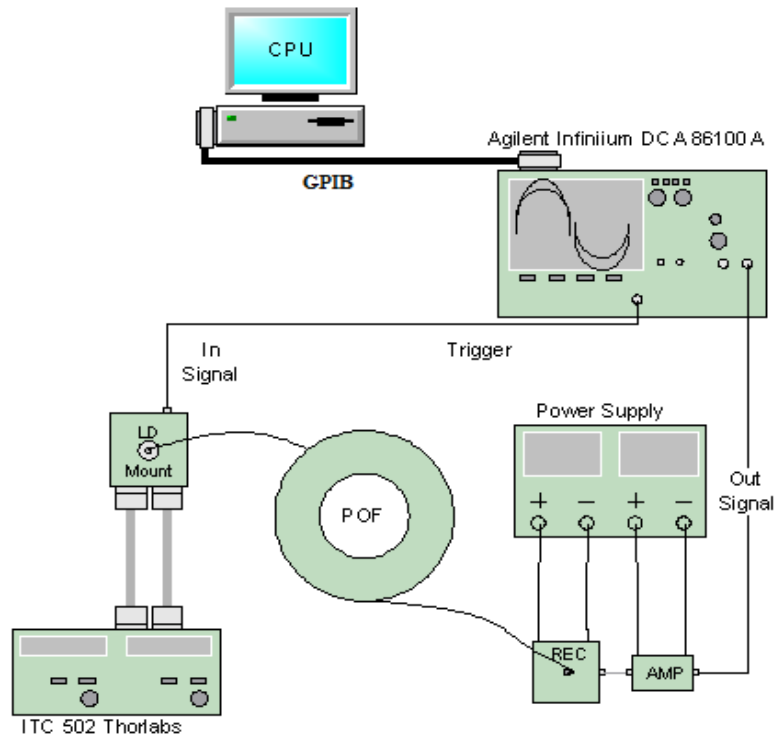 CPU
Agilent Infiniium DCA 86100 A
GPIB
In
Signal
Trigger
LD
Mount
Power Supply
+ − + −
Out
Signal
POF
REC
AMP
ITC 502 Thorlabs